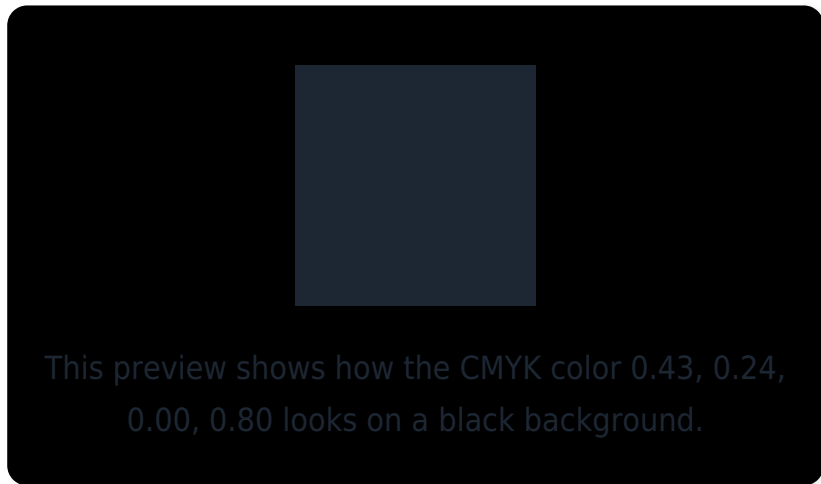 This preview shows how the CMYK color 0.43, 0.24,
0.00, 0.80 looks on a black background.